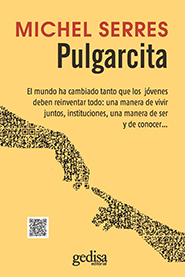 MICHEL SERRES
Pulgarcita
El mundo ha cambiado tanto que los jóvenes
deben reinventar todo: una manera de vivir
juntos, instituciones, una manera de ser
y de conocer...
gedisa
editorial